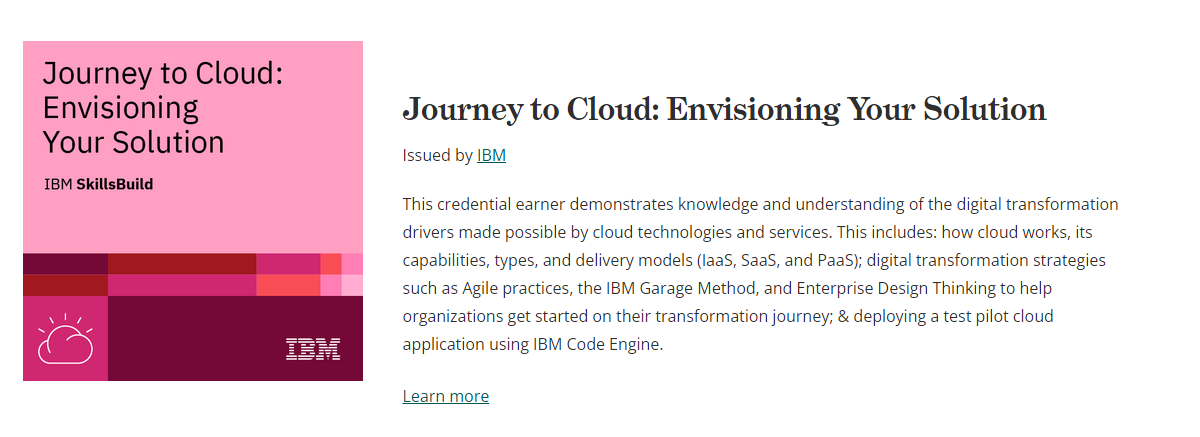 Journey to Cloud:
Envisioning
Your Solution
IBM SkillsBuild
IBM
Journey to Cloud: Envisioning Your Solution
Issued by IBM
This credential earner demonstrates knowledge and understanding of the digital transformation
drivers made possible by cloud technologies and services. This includes: how cloud works, its
capabilities, types, and delivery models (IaaS, SaaS, and PaaS); digital transformation strategies
such as Agile practices, the IBM Garage Method, and Enterprise Design Thinking to help
organizations get started on their transformation journey; & deploying a test pilot cloud
application using IBM Code Engine.
Learn more